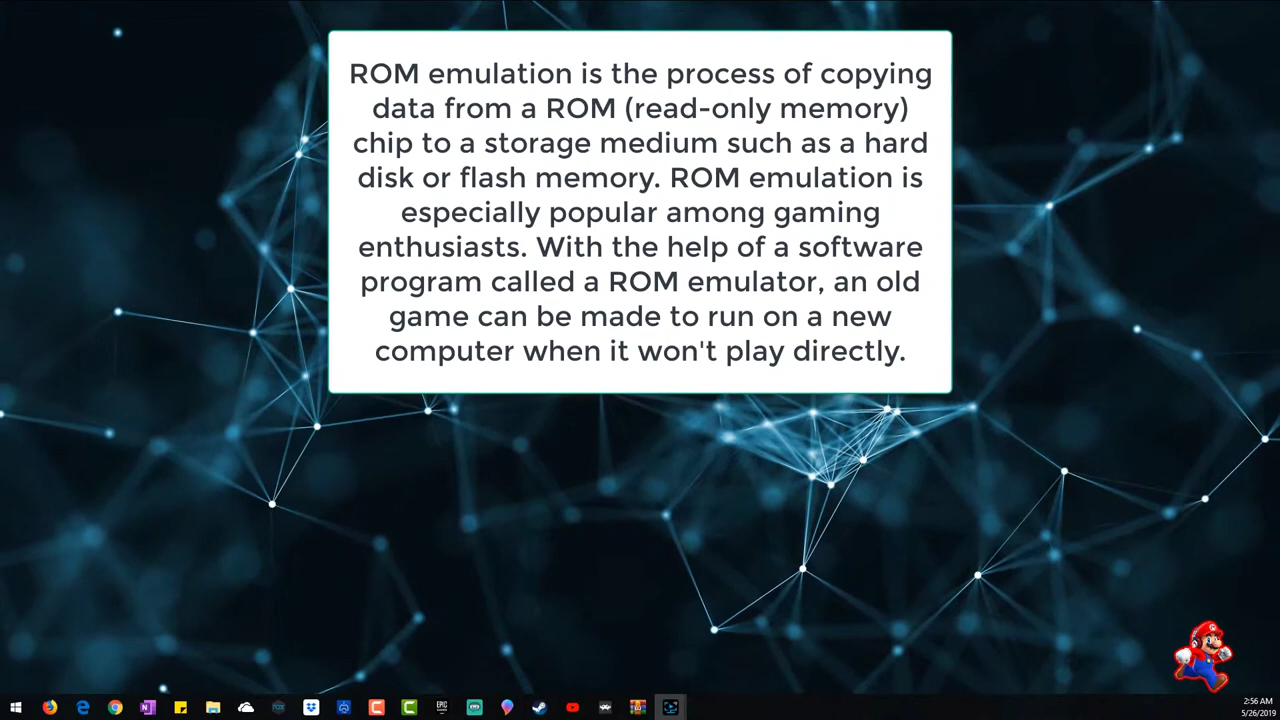 ROM emulation is the process of copying
data from a ROM (read-only memory)
chip to a storage medium such as a hard
disk or flash memory. ROM emulation is
especially popular among gaming
enthusiasts. With the help of a software
program called a ROM emulator, an old
game can be made to run on a new
computer when it won't play directly.
EPIC
GAMES
2:56 AM
5/26/2019